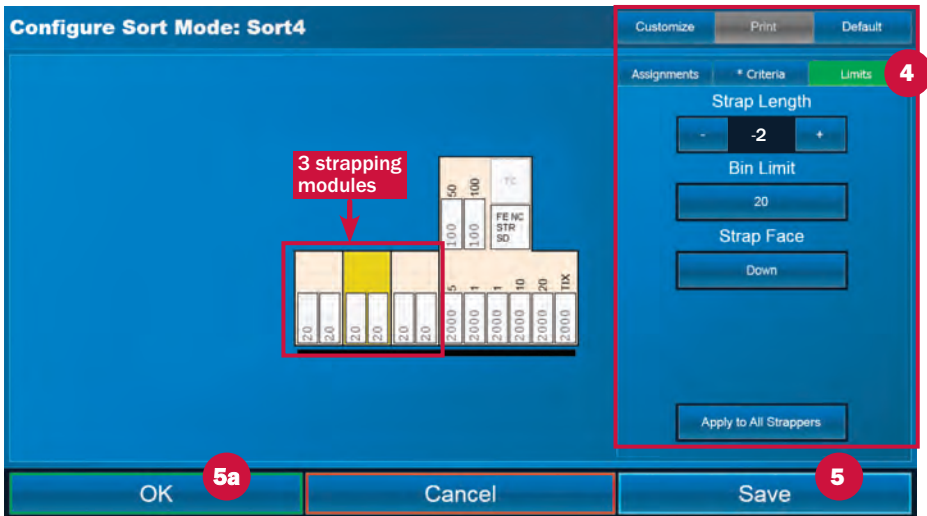 Configure Sort Mode: Sort4
Customize
Print
Default
Assignments
* Criteria
Limits
4
Strap Length
-
-2
+
Bin Limit
20
Strap Face
Down
Apply to All Strappers
3 strapping
modules
50
100
TC
100
100
FE NC
STR
SD
5
1
1
10
20
TIX
20
20
20
20
20
20
2000
2000
2000
2000
2000
2000
OK
5a
Cancel
Save
5